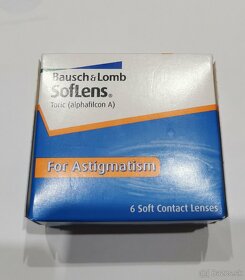 Bausch & Lomb
SofLens®
Toric (alphafilcon A)
For Astigmatism
6 Soft Contact Lenses